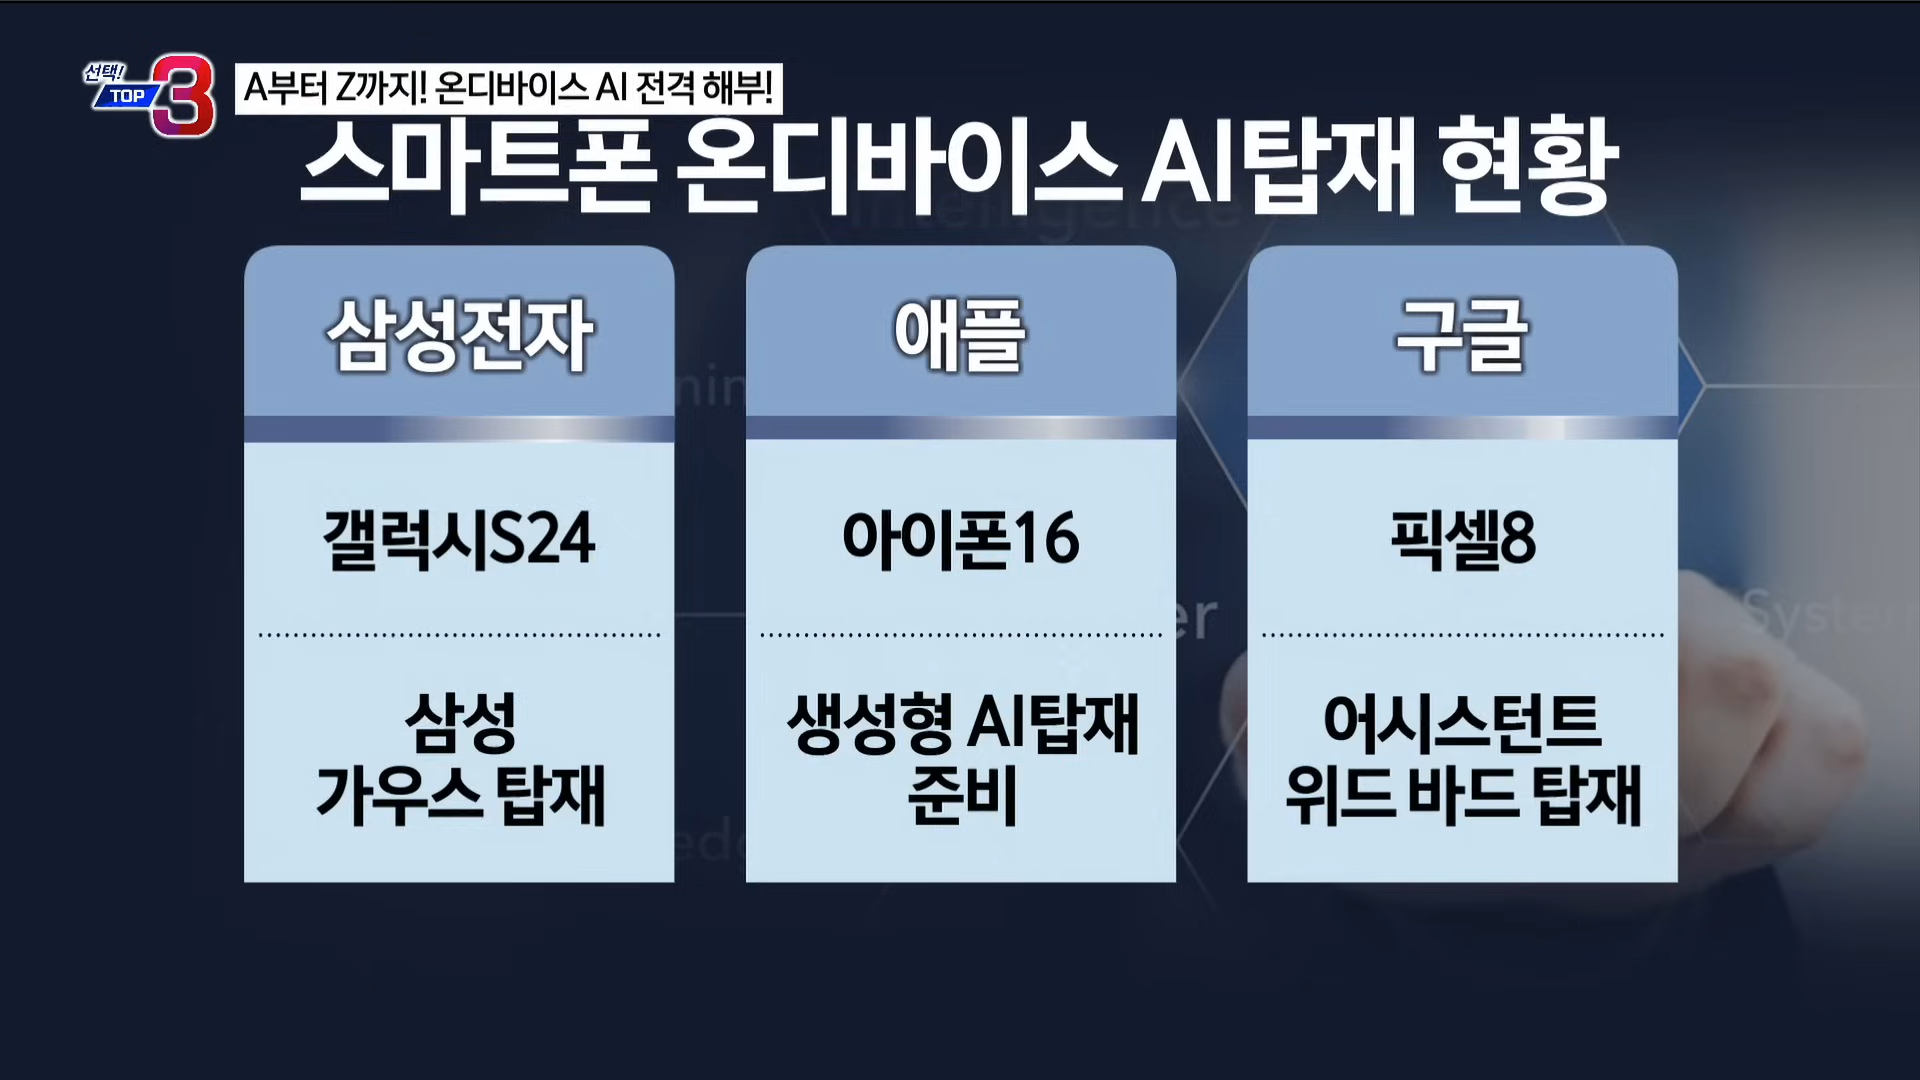 선택!
TOP 3
A부터 Z까지! 온디바이스 AI 전격 해부!
스마트폰 온디바이스 AI탑재 현황
삼성전자
갤럭시S24
삼성
가우스 탑재
애플
아이폰16
생성형 AI탑재
준비
구글
픽셀8
어시스턴트
위드 바드 탑재
Intelligence
System